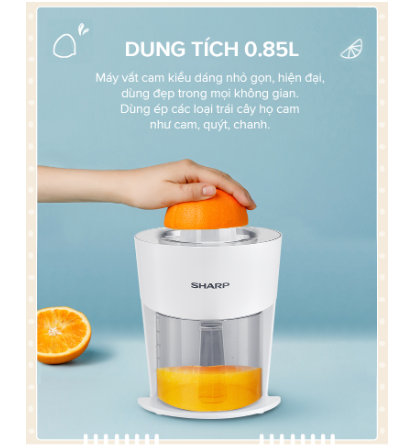 DUNG TÍCH 0.85L
Máy vắt cam kiểu dáng nhỏ gọn, hiện đại,
dùng đẹp trong mọi không gian.
Dùng ép các loại trái cây họ cam
như cam, quýt, chanh.
SHARP